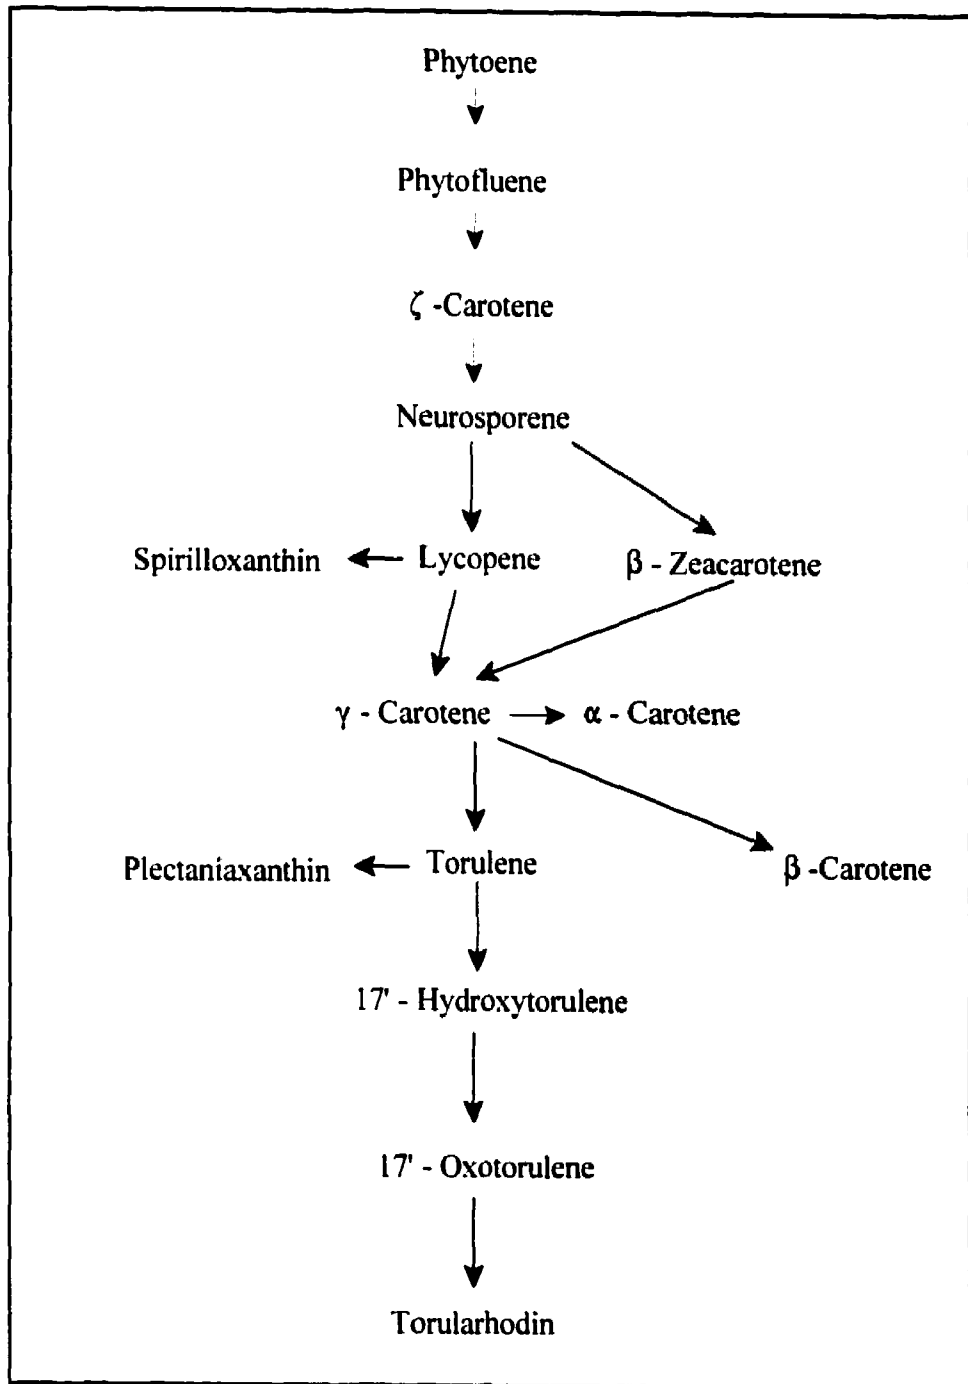 Phytoene
Phytofluene
ζ -Carotene
Neurosporene
Spirilloxanthin
Lycopene
β - Zeacarotene
γ - Carotene
α - Carotene
Plectaniaxanthin
Torulene
β -Carotene
17' - Hydroxytorulene
17' - Oxotorulene
Torularhodin